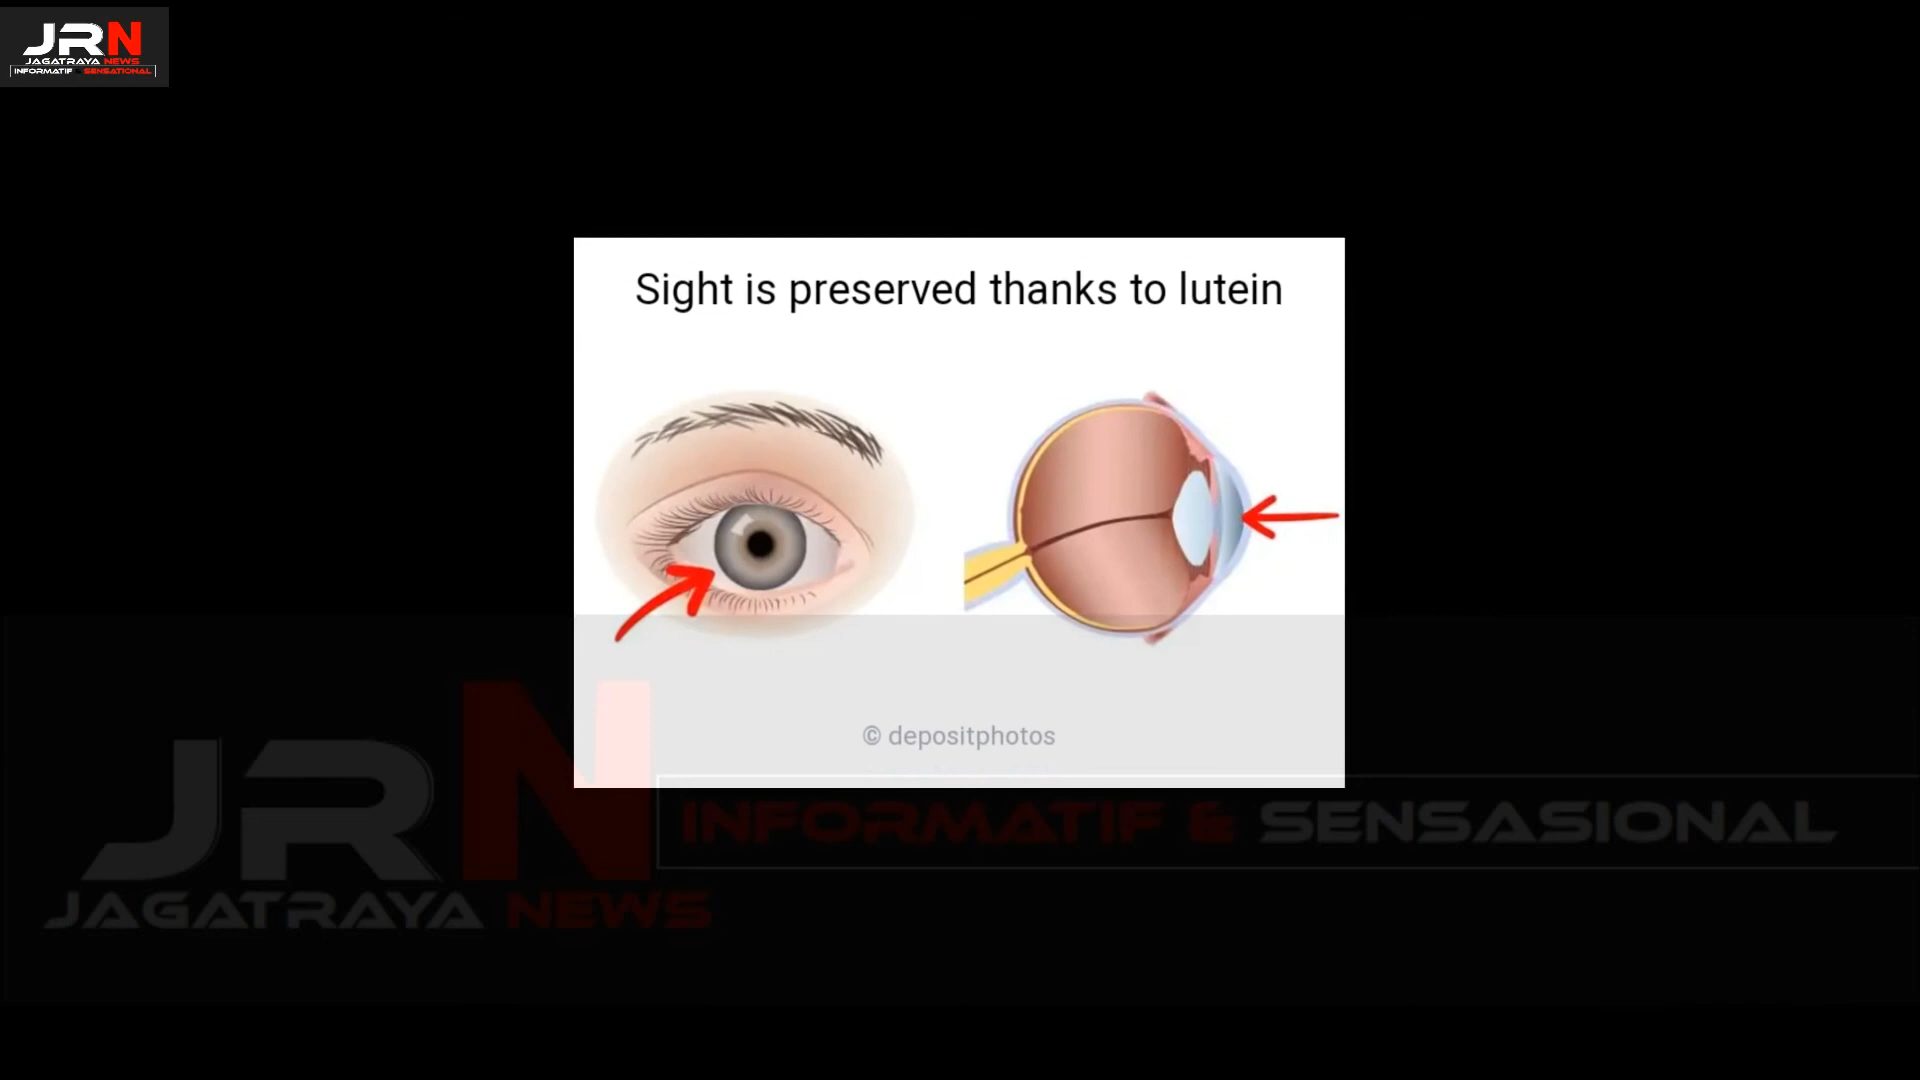 JRN
JAGATRAYA NEWS
INFORMATIF & SENSATIONAL
Sight is preserved thanks to lutein
© depositphotos
JRN
JAGATRAYA NEWS
INFORMATIF & SENSASIONAL